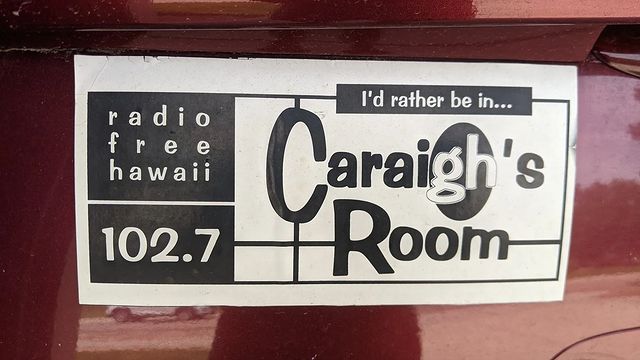 radio
free
hawaii
102.7
I'd rather be in...
Caraigh's
Room